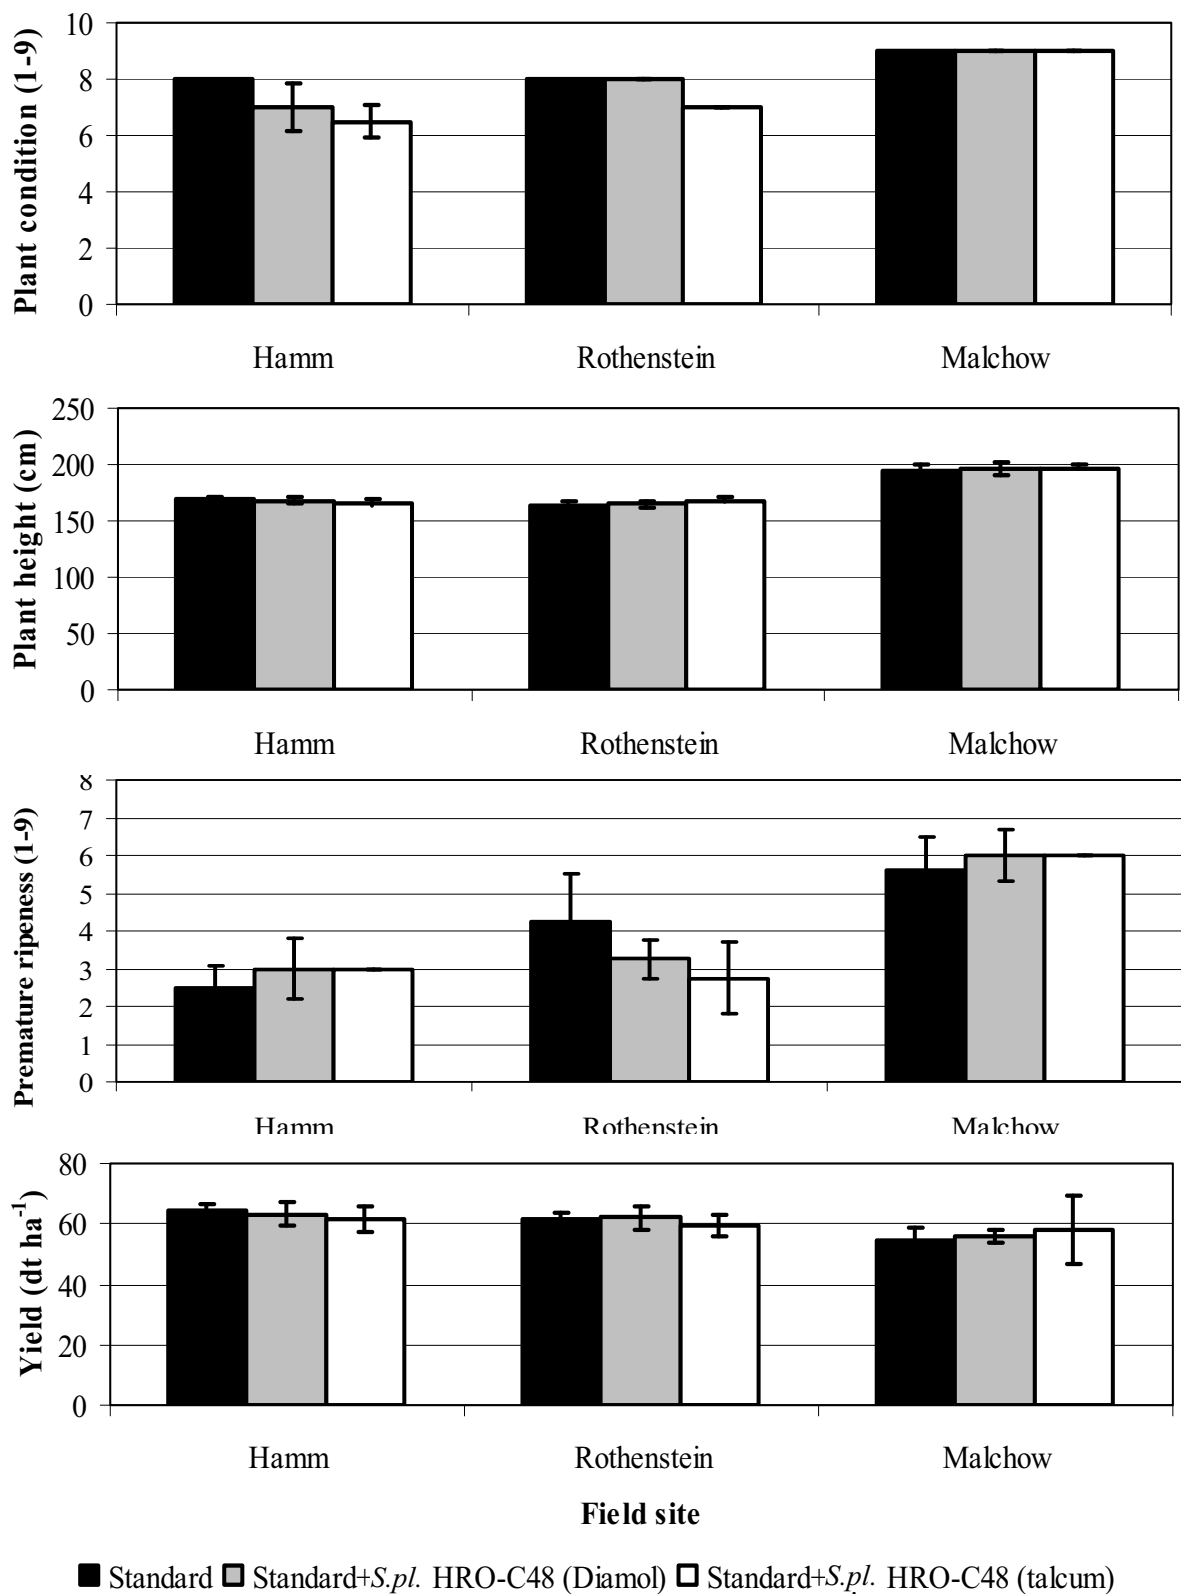 Plant condition (1-9)
10
8
6
4
2
0
Hamm Rothenstein Malchow
Plant height (cm)
250
200
150
100
50
0
Hamm Rothenstein Malchow
Premature ripeness (1-9)
8
7
6
5
4
3
2
1
0
Hamm Rothenstein Malchow
Yield (dt ha⁻¹)
80
60
40
20
0
Hamm Rothenstein Malchow
Field site
Standard Standard+S.pl. HRO-C48 (Diamol) Standard+S.pl. HRO-C48 (talcum)